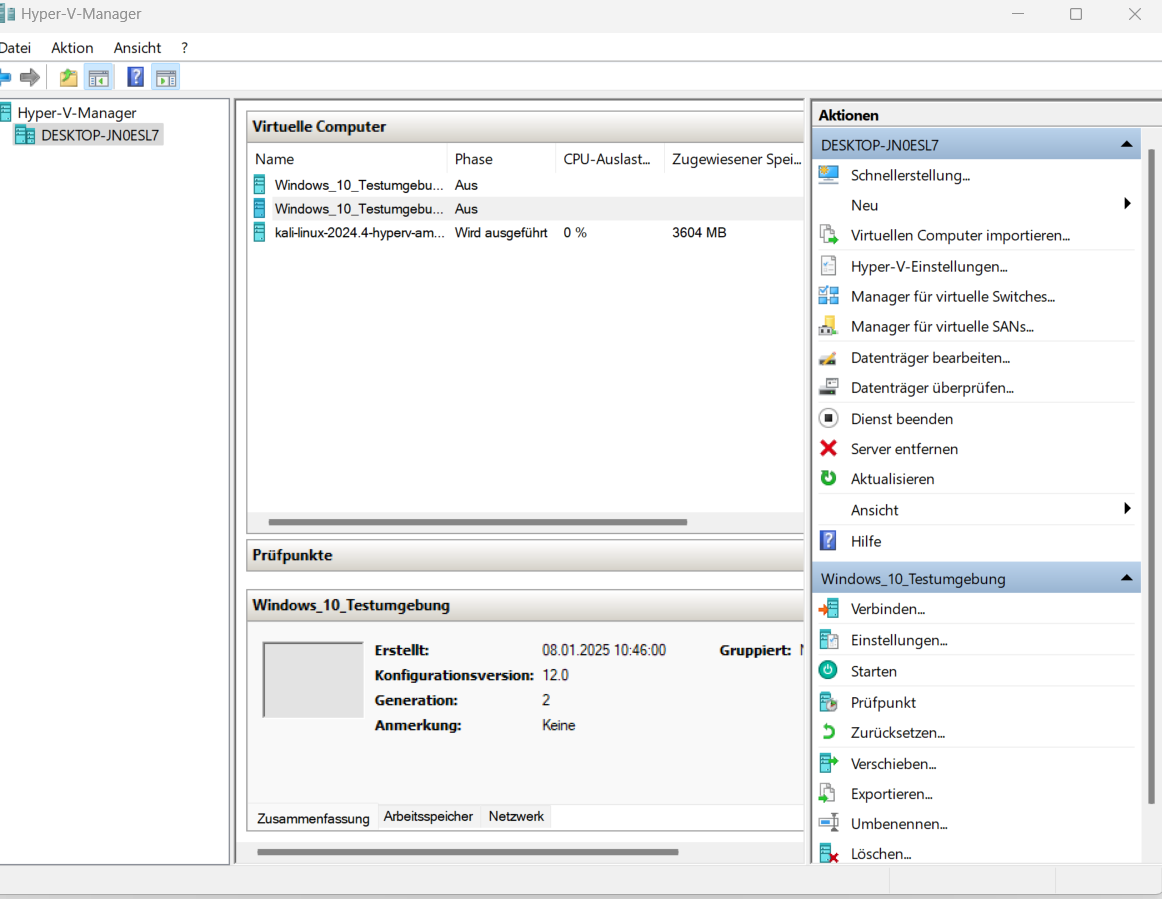 Hyper-V-Manager
Datei Aktion Ansicht ?
Hyper-V-Manager
DESKTOP-JN0ESL7
Virtuelle Computer
Name Phase CPU-Auslast... Zugewiesener Spei...
Windows_10_Testumgebu... Aus
Windows_10_Testumgebu... Aus
kali-linux-2024.4-hyperv-am... Wird ausgeführt 0 % 3604 MB
Prüfpunkte
Windows_10_Testumgebung
Erstellt: 08.01.2025 10:46:00 Gruppiert:
Konfigurationsversion: 12.0
Generation: 2
Anmerkung: Keine
Zusammenfassung Arbeitsspeicher Netzwerk
Aktionen
DESKTOP-JN0ESL7
Schnellerstellung...
Neu
Virtuellen Computer importieren...
Hyper-V-Einstellungen...
Manager für virtuelle Switches...
Manager für virtuelle SANs...
Datenträger bearbeiten...
Datenträger überprüfen...
Dienst beenden
Server entfernen
Aktualisieren
Ansicht
Hilfe
Windows_10_Testumgebung
Verbinden...
Einstellungen...
Starten
Prüfpunkt
Zurücksetzen...
Verschieben...
Exportieren...
Umbenennen...
Löschen...